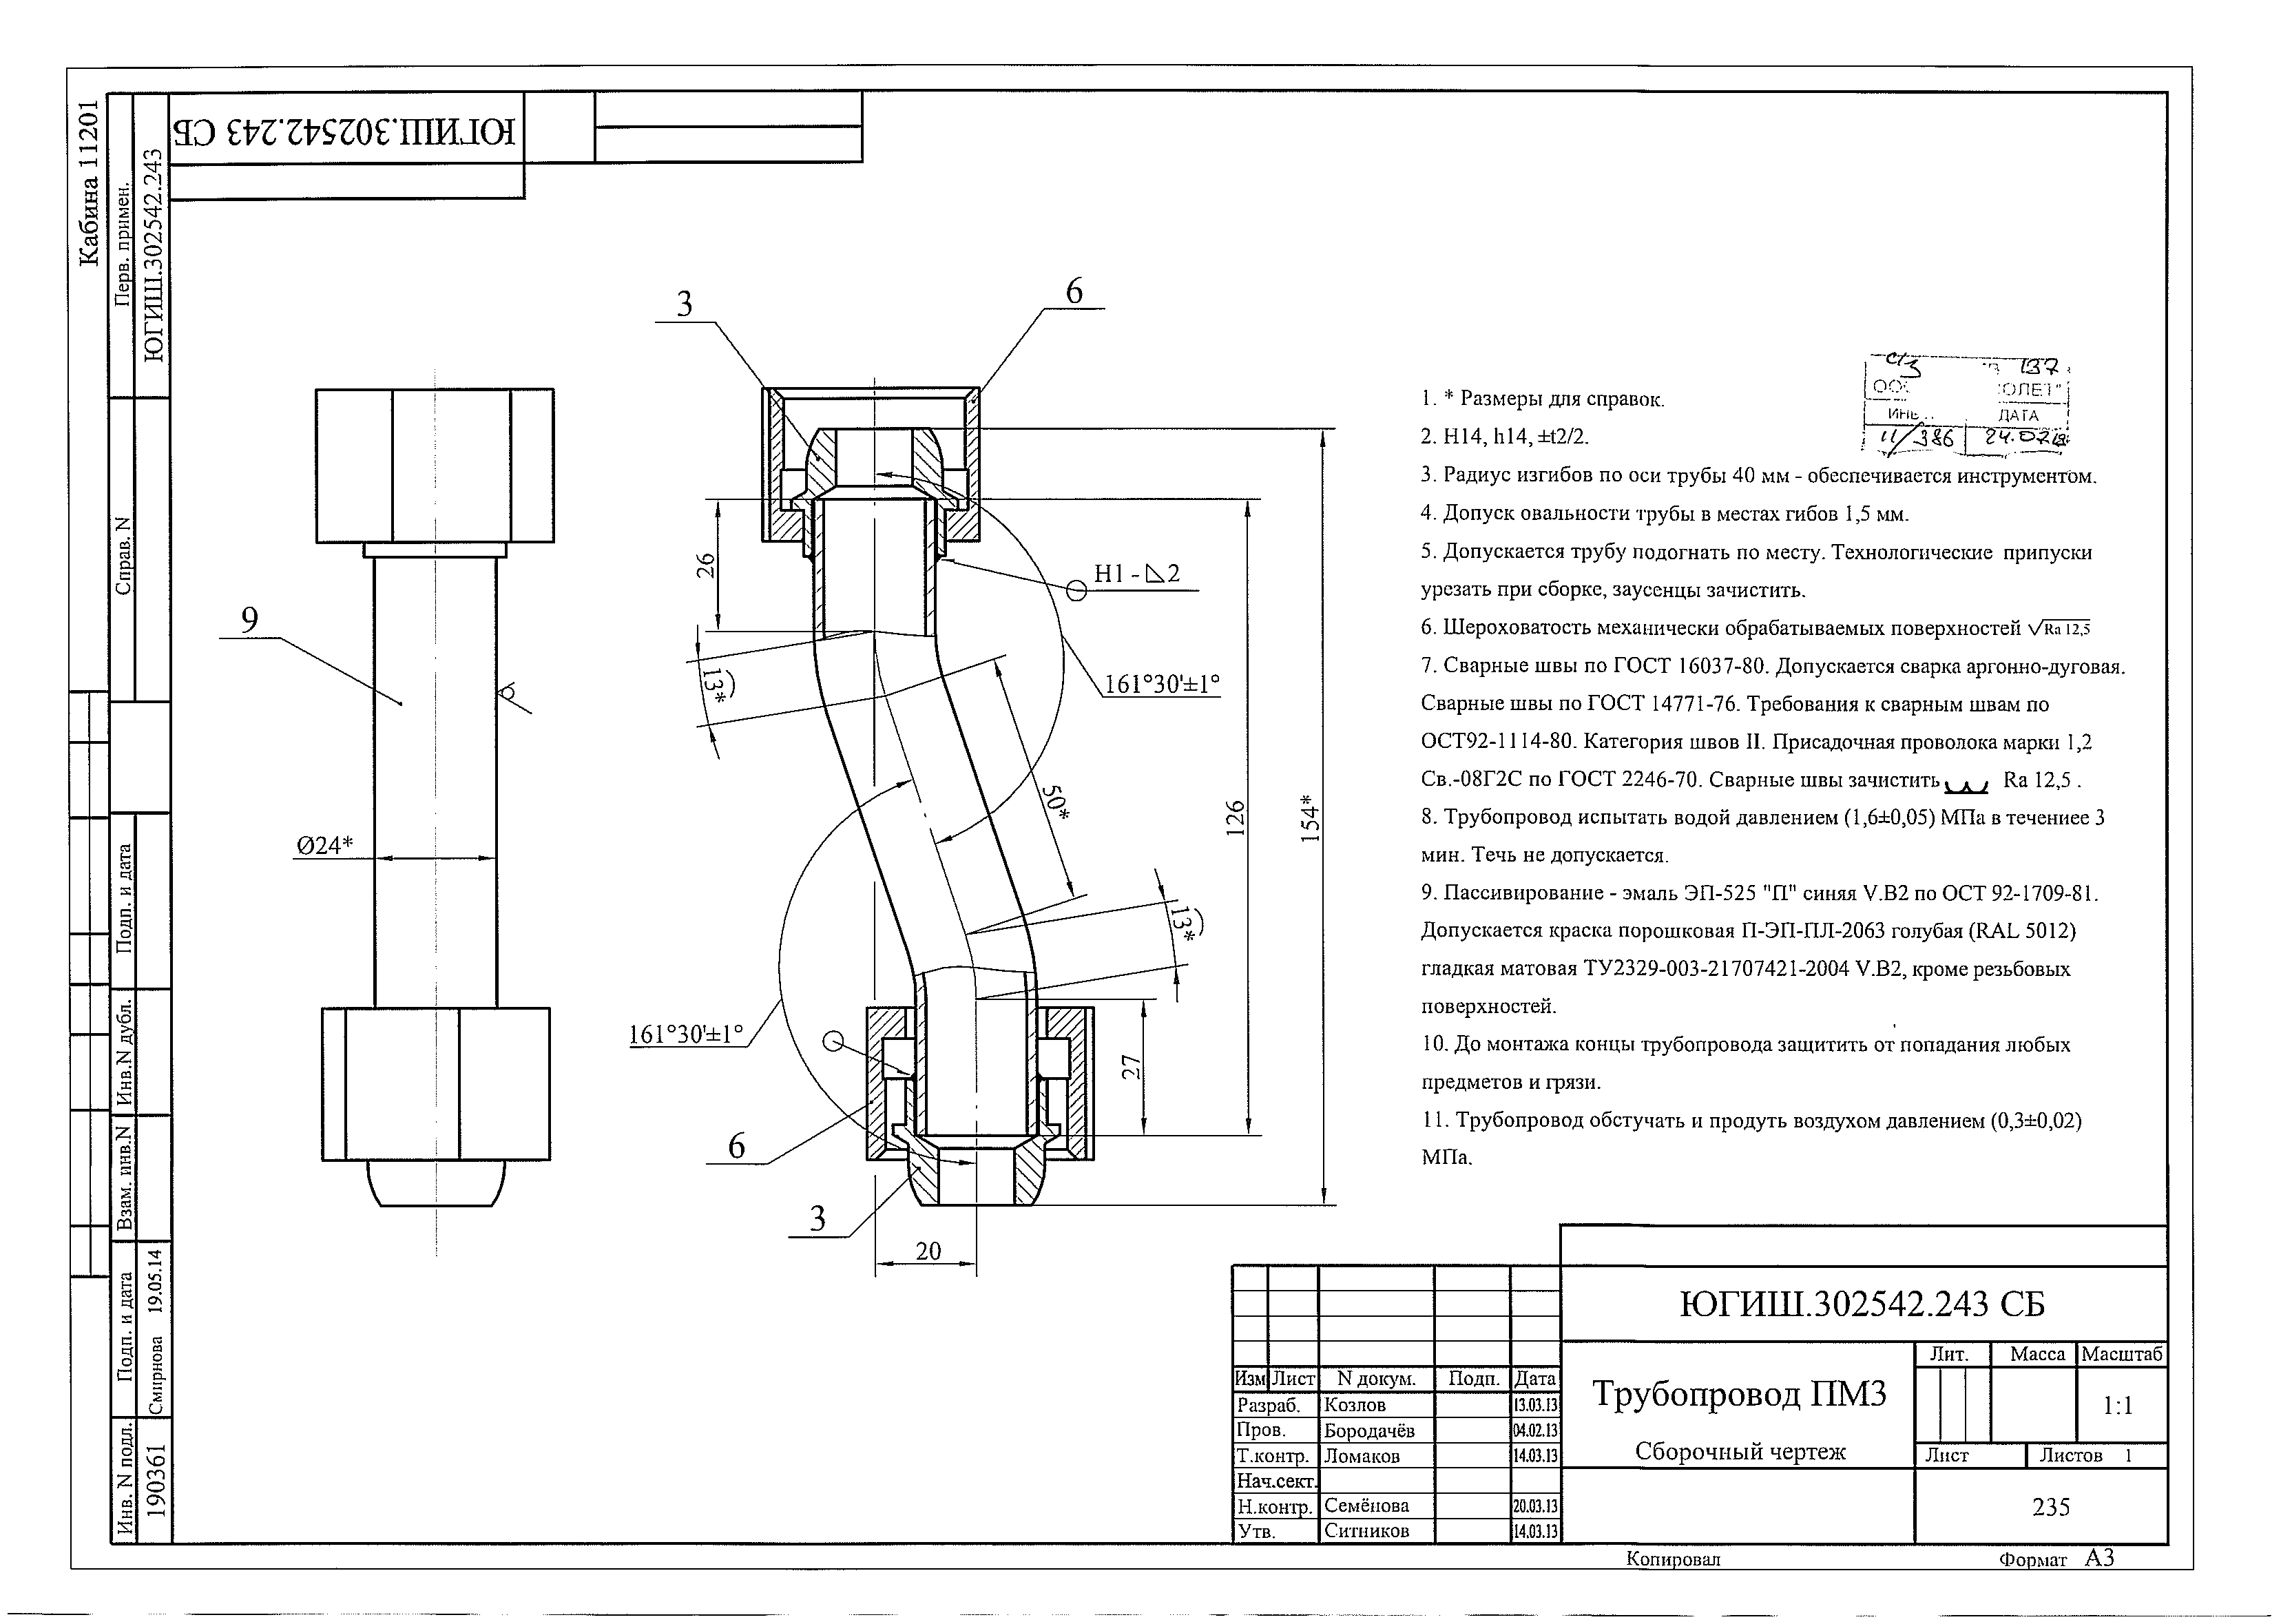 Кабина 11201
Перв. примен.
ЮГИШ.302542.243
Справ. N
Подп. и дата
Инв.N дубл.
Взам. инв.N
Подп. и дата
Смирнова 19.05.14
Инв. N подл.
190361
ЮГИШ.302542.243 СБ
9
Ø24*
3
6
26
13*
H1 - ◺2
161°30'±1°
50*
126
154*
13*
161°30'±1°
27
6
3
20
137
ДАТА
11/386 24.07.18
1. * Размеры для справок.
2. H14, h14, ±t2/2.
3. Радиус изгибов по оси трубы 40 мм - обеспечивается инструментом.
4. Допуск овальности трубы в местах гибов 1,5 мм.
5. Допускается трубу подогнать по месту. Технологические припуски
урезать при сборке, заусенцы зачистить.
6. Шероховатость механически обрабатываемых поверхностей √Ra 12,5
7. Сварные швы по ГОСТ 16037-80. Допускается сварка аргонно-дуговая.
Сварные швы по ГОСТ 14771-76. Требования к сварным швам по
ОСТ92-1114-80. Категория швов II. Присадочная проволока марки 1,2
Св.-08Г2С по ГОСТ 2246-70. Сварные швы зачистить Ra 12,5 .
8. Трубопровод испытать водой давлением (1,6±0,05) МПа в течениее 3
мин. Течь не допускается.
9. Пассивирование - эмаль ЭП-525 "П" синяя V.B2 по ОСТ 92-1709-81.
Допускается краска порошковая П-ЭП-ПЛ-2063 голубая (RAL 5012)
гладкая матовая ТУ2329-003-21707421-2004 V.B2, кроме резьбовых
поверхностей.
10. До монтажа концы трубопровода защитить от попадания любых
предметов и грязи.
11. Трубопровод обстучать и продуть воздухом давлением (0,3±0,02)
МПа.
ЮГИШ.302542.243 СБ
Изм Лист N докум. Подп. Дата
Разраб. Козлов 13.03.13
Пров. Бородачёв 04.02.13
Т.контр. Ломаков 14.03.13
Нач.сект.
Н.контр. Семёнова 20.03.13
Утв. Ситников 14.03.13
Трубопровод ПМ3
Сборочный чертеж
Лит. Масса Масштаб
1:1
Лист Листов 1
235
Копировал Формат А3